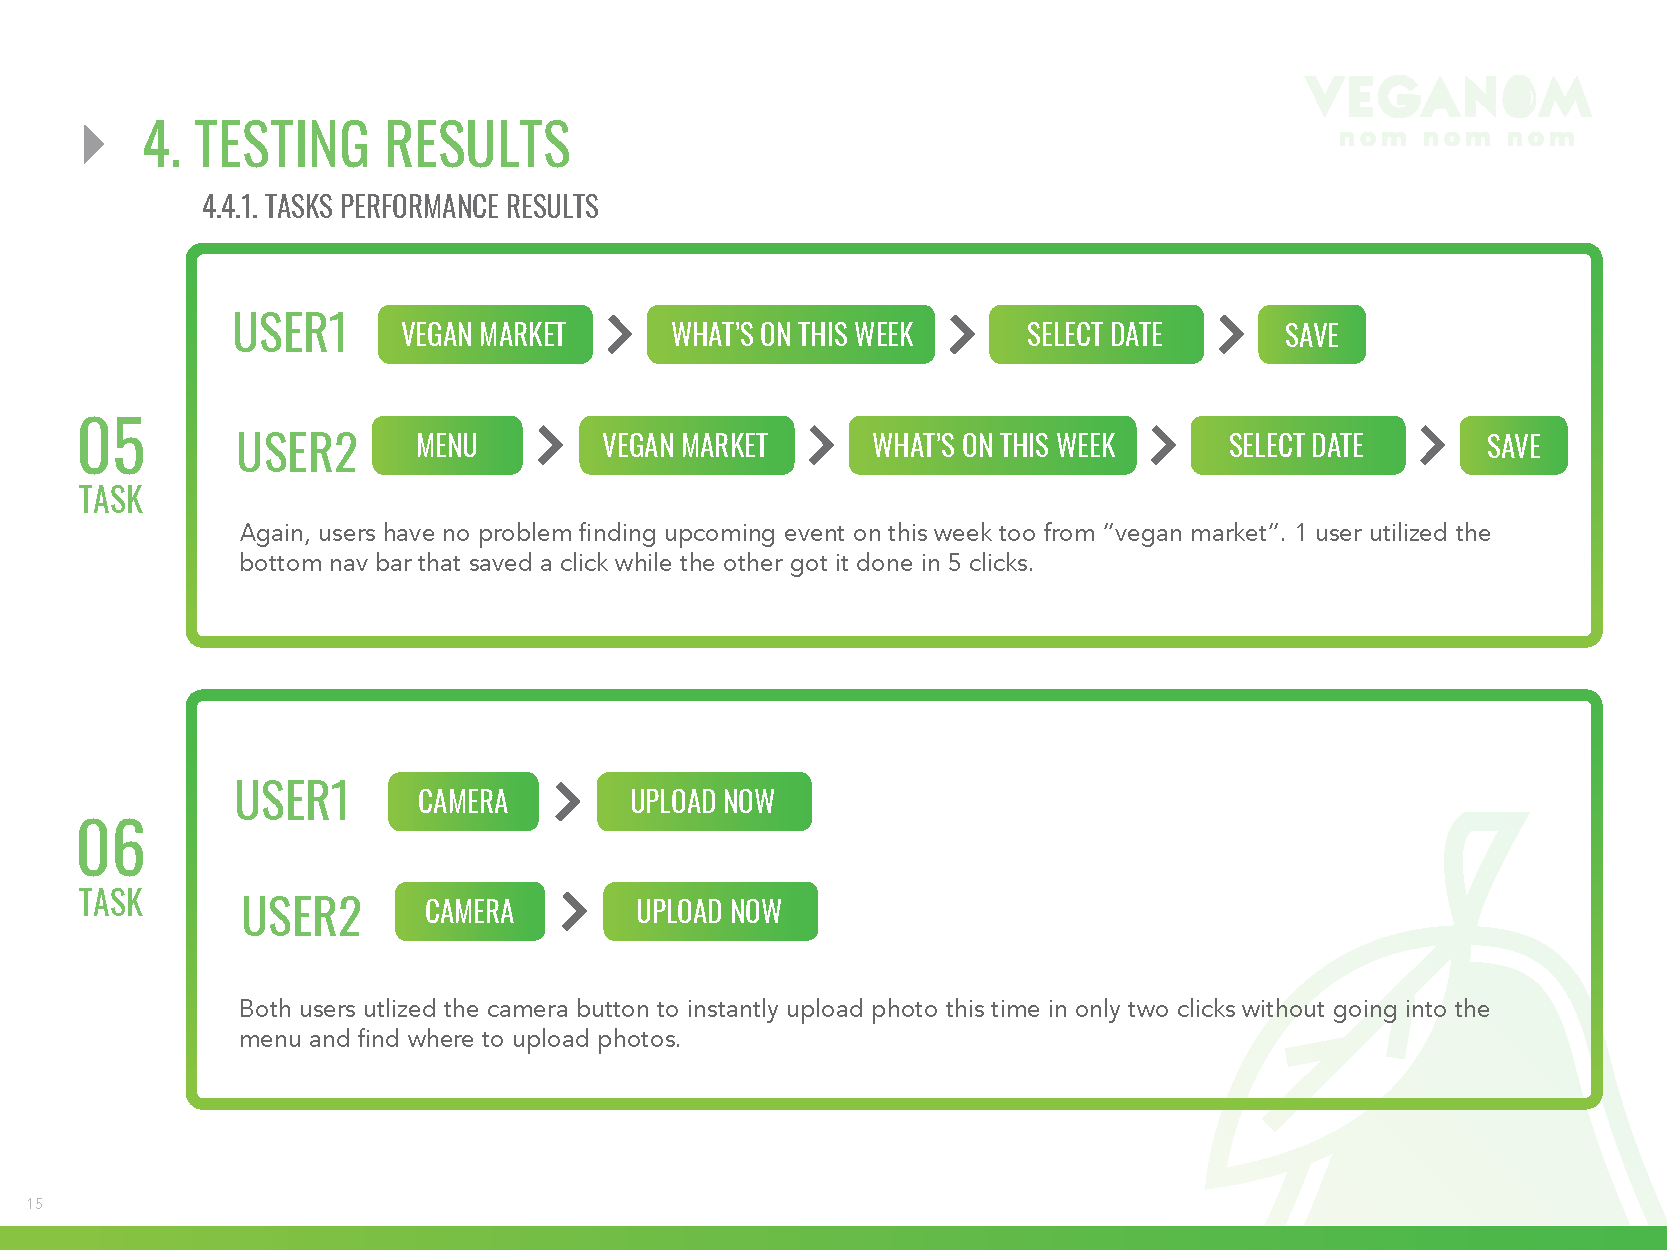 VEGANOM
nom nom nom
4. TESTING RESULTS
4.4.1. TASKS PERFORMANCE RESULTS
05
TASK
USER1 VEGAN MARKET WHAT'S ON THIS WEEK SELECT DATE SAVE
USER2 MENU VEGAN MARKET WHAT'S ON THIS WEEK SELECT DATE SAVE
Again, users have no problem finding upcoming event on this week too from “vegan market”. 1 user utilized the
bottom nav bar that saved a click while the other got it done in 5 clicks.
06
TASK
USER1 CAMERA UPLOAD NOW
USER2 CAMERA UPLOAD NOW
Both users utlized the camera button to instantly upload photo this time in only two clicks without going into the
menu and find where to upload photos.
15